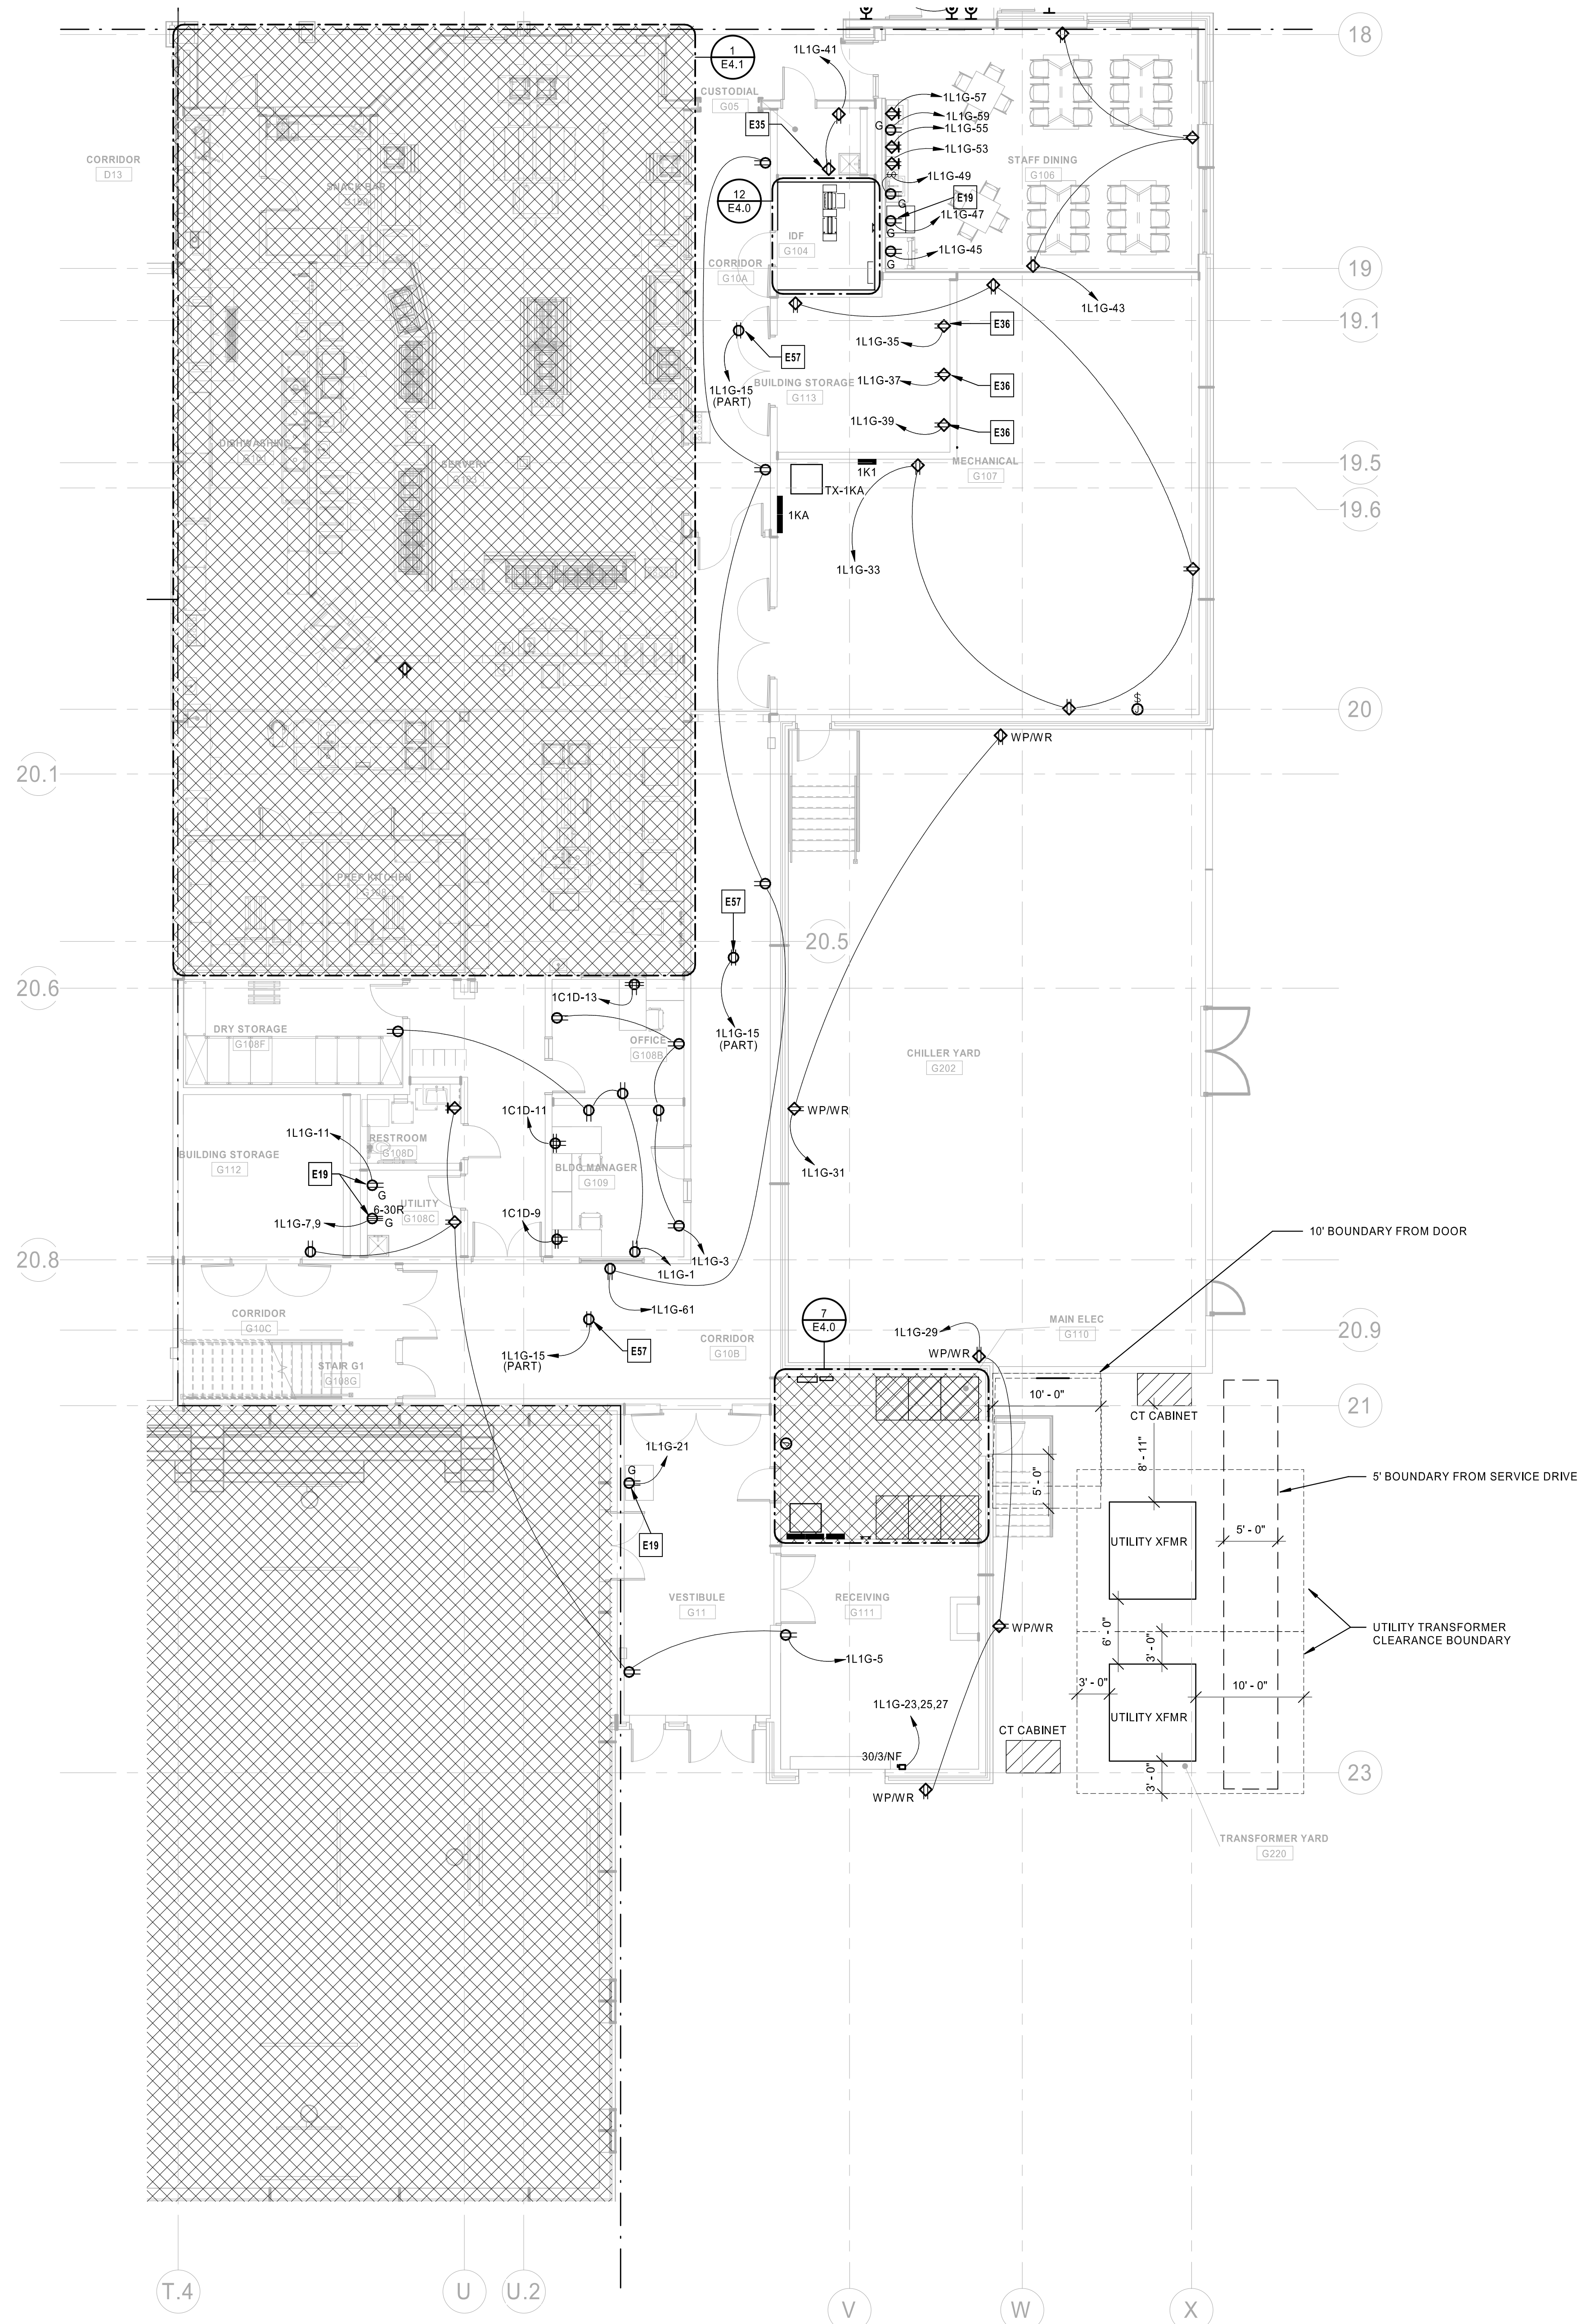 18
1
E4.1
1L1G-41
CUSTODIAL
G05
E35
1L1G-57
G
1L1G-59
1L1G-55
1L1G-53
STAFF DINING
G106
CORRIDOR
D13
SNACK BAR
12
E4.0
1L1G-49
E19
G
1L1G-47
G
1L1G-45
G
IDF
G104
CORRIDOR
G10A
19
1L1G-43
19.1
E36
1L1G-35
E57
1L1G-15
(PART)
BUILDING STORAGE
G113
1L1G-37
E36
1L1G-39
E36
DISHWASHING
SERVERY
MECHANICAL
G107
19.5
1K1
TX-1KA
19.6
1KA
1L1G-33
$
J
20
WP/WR
20.1
PREP KITCHEN
E57
20.5
20.6
1C1D-13
1L1G-15
(PART)
DRY STORAGE
G108F
OFFICE
G108B
CHILLER YARD
G202
1C1D-11
WP/WR
1L1G-11
RESTROOM
G108D
BUILDING STORAGE
G112
BLDG MANAGER
G109
1L1G-31
E19
G
UTILITY
G108C
6-30R
G
1L1G-7,9
1C1D-9
10' BOUNDARY FROM DOOR
20.8
1L1G-3
1L1G-1
1L1G-61
CORRIDOR
G10C
7
E4.0
1L1G-29
MAIN ELEC
G110
20.9
CORRIDOR
G10B
E57
1L1G-15
(PART)
WP/WR
STAIR G1
G108G
10' - 0"
21
CT CABINET
1L1G-21
G
8' - 11"
5' - 0"
5' BOUNDARY FROM SERVICE DRIVE
E19
UTILITY XFMR
5' - 0"
VESTIBULE
G11
RECEIVING
G111
WP/WR
6' - 0"
3' - 0"
UTILITY TRANSFORMER
CLEARANCE BOUNDARY
1L1G-5
3' - 0"
10' - 0"
1L1G-23,25,27
UTILITY XFMR
CT CABINET
30/3/NF
3' - 0"
23
WP/WR
TRANSFORMER YARD
G220
T.4
U
U.2
V
W
X